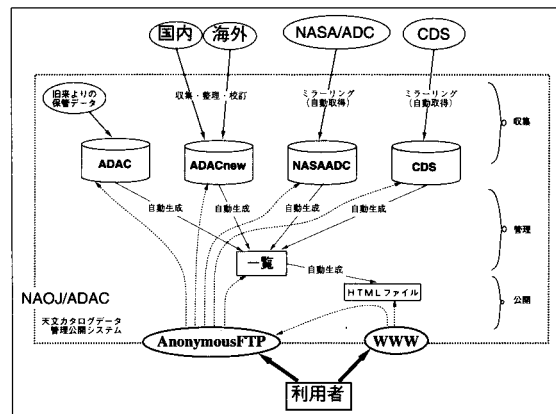 国内
海外
NASA/ADC
CDS
収集・整理・校訂
ミラーリング
(自動取得)
ミラーリング
(自動取得)
旧来よりの
保管データ
収集
ADAC
ADACnew
NASAADC
CDS
自動生成
自動生成
自動生成
自動生成
管理
一覧
自動生成
HTMLファイル
公開
NAOJ/ADAC
天文カタログデータ
管理公開システム
AnonymousFTP
WWW
利用者